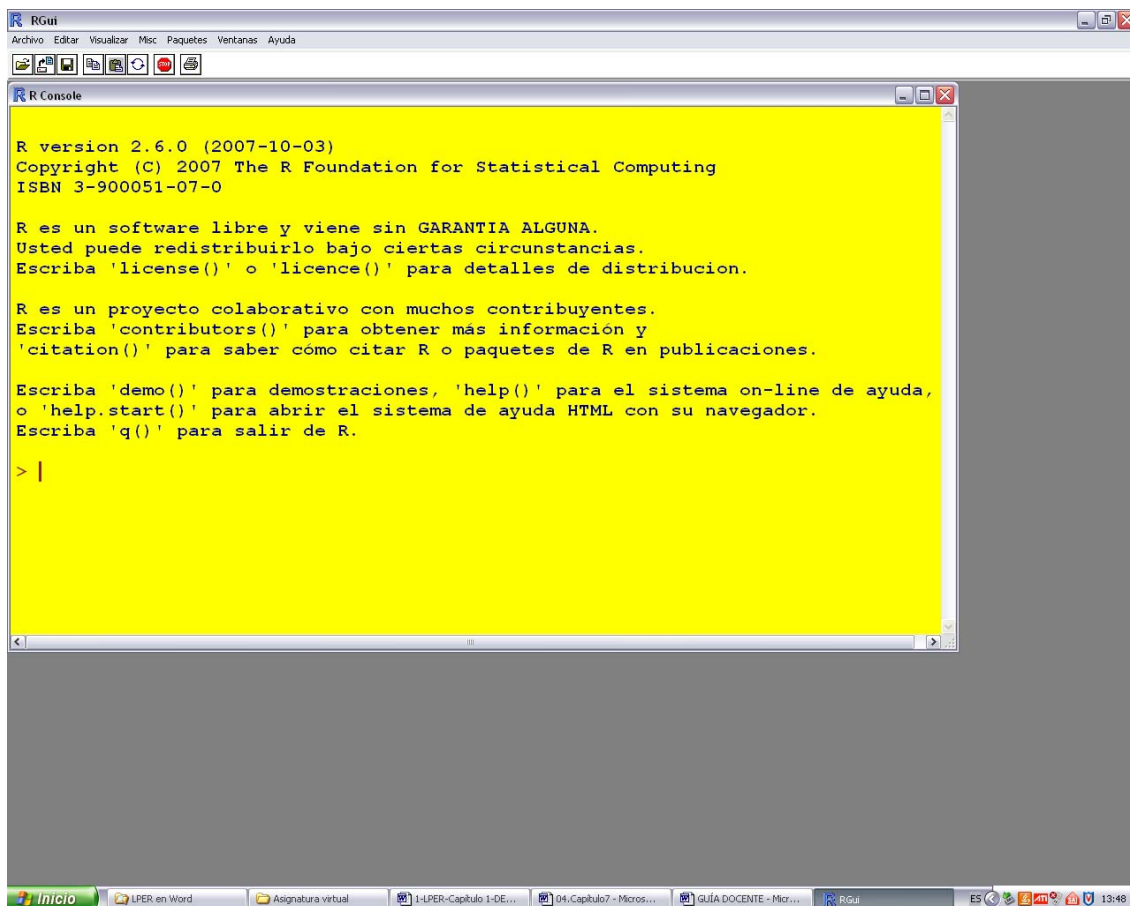 RGui
Archivo Editar Visualizar Misc Paquetes Ventanas Ayuda
STOP
R Console
R version 2.6.0 (2007-10-03)
Copyright (C) 2007 The R Foundation for Statistical Computing
ISBN 3-900051-07-0
R es un software libre y viene sin GARANTIA ALGUNA.
Usted puede redistribuirlo bajo ciertas circunstancias.
Escriba 'license()' o 'licence()' para detalles de distribucion.
R es un proyecto colaborativo con muchos contribuyentes.
Escriba 'contributors()' para obtener más información y
'citation()' para saber cómo citar R o paquetes de R en publicaciones.
Escriba 'demo()' para demostraciones, 'help()' para el sistema on-line de ayuda,
o 'help.start()' para abrir el sistema de ayuda HTML con su navegador.
Escriba 'q()' para salir de R.
>
Inicio LPER en Word Asignatura virtual 1-LPER-Capítulo 1-DE... 04.Capítulo7 - Micros... GUÍA DOCENTE - Micr... RGui ES ATI 13:48